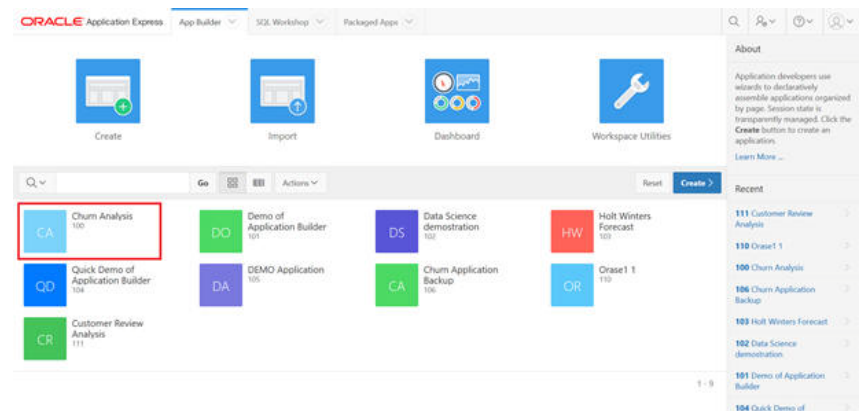 ORACLE Application Express App Builder SQL Workshop Packaged Apps
Create
Import
Dashboard
Workspace Utilities
About
Application developers use
wizards to declaratively
assemble applications organized
by page. Session state is
transparently managed. Click the
Create button to create an
application.
Learn More ...
Go
Actions
Reset
Create >
CA
Churn Analysis
100
DO
Demo of
Application Builder
101
DS
Data Science
demostration
102
HW
Holt Winters
Forecast
103
QD
Quick Demo of
Application Builder
104
DA
DEMO Application
105
CA
Churn Application
Backup
106
OR
Orase1 1
110
CR
Customer Review
Analysis
111
1 - 9
Recent
111 Customer Review
Analysis
110 Orase1 1
100 Churn Analysis
106 Churn Application
Backup
103 Holt Winters Forecast
102 Data Science
demostration
101 Demo of Application
Builder
104 Quick Demo of